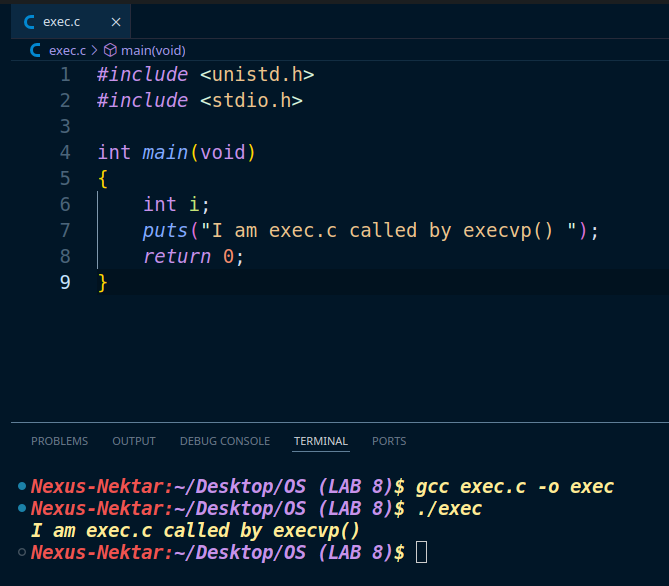 exec.c
exec.c > main(void)
1 #include <unistd.h>
2 #include <stdio.h>
3
4 int main(void)
5 {
6     int i;
7     puts("I am exec.c called by execvp() ");
8     return 0;
9 }
PROBLEMS OUTPUT DEBUG CONSOLE TERMINAL PORTS
Nexus-Nektar:~/Desktop/OS (LAB 8)$ gcc exec.c -o exec
Nexus-Nektar:~/Desktop/OS (LAB 8)$ ./exec
I am exec.c called by execvp()
Nexus-Nektar:~/Desktop/OS (LAB 8)$